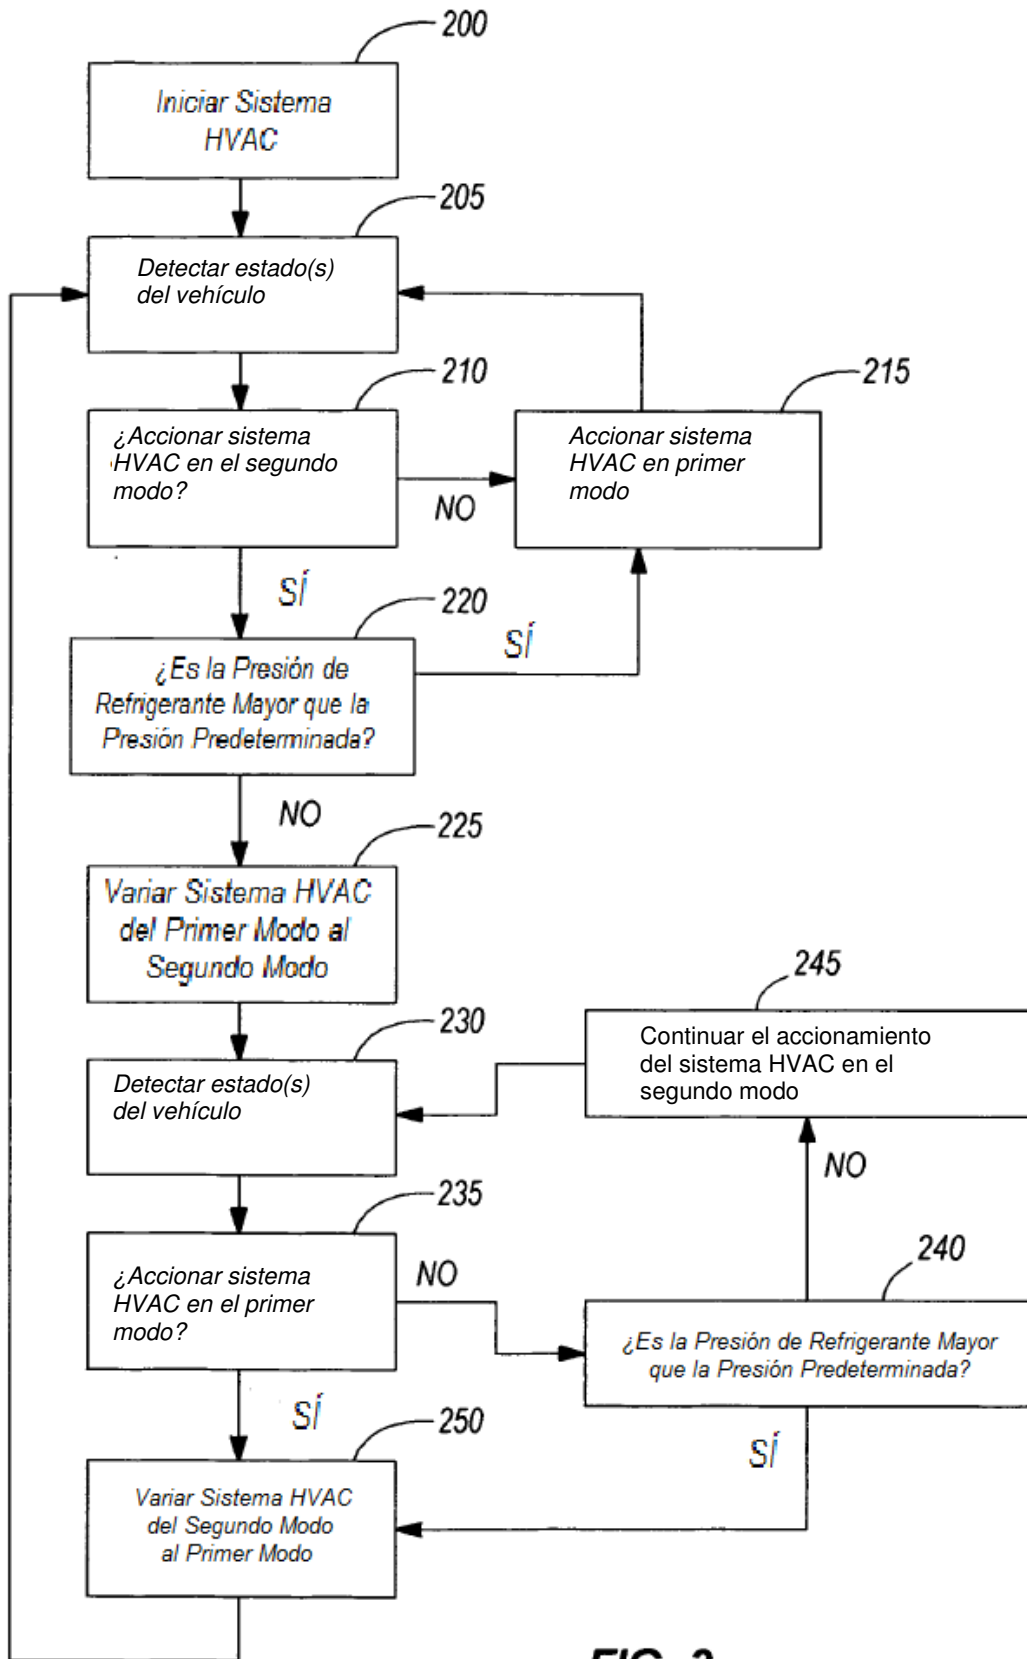 200
Iniciar Sistema
HVAC
205
Detectar estado(s)
del vehículo
210
¿Accionar sistema
HVAC en el segundo
modo?
NO
215
Accionar sistema
HVAC en primer
modo
SÍ
220
SÍ
¿Es la Presión de
Refrigerante Mayor que la
Presión Predeterminada?
NO
225
Variar Sistema HVAC
del Primer Modo al
Segundo Modo
230
Detectar estado(s)
del vehículo
245
Continuar el accionamiento
del sistema HVAC en el
segundo modo
NO
235
¿Accionar sistema
HVAC en el primer
modo?
NO
240
¿Es la Presión de Refrigerante Mayor
que la Presión Predeterminada?
SÍ
SÍ
250
Variar Sistema HVAC
del Segundo Modo
al Primer Modo